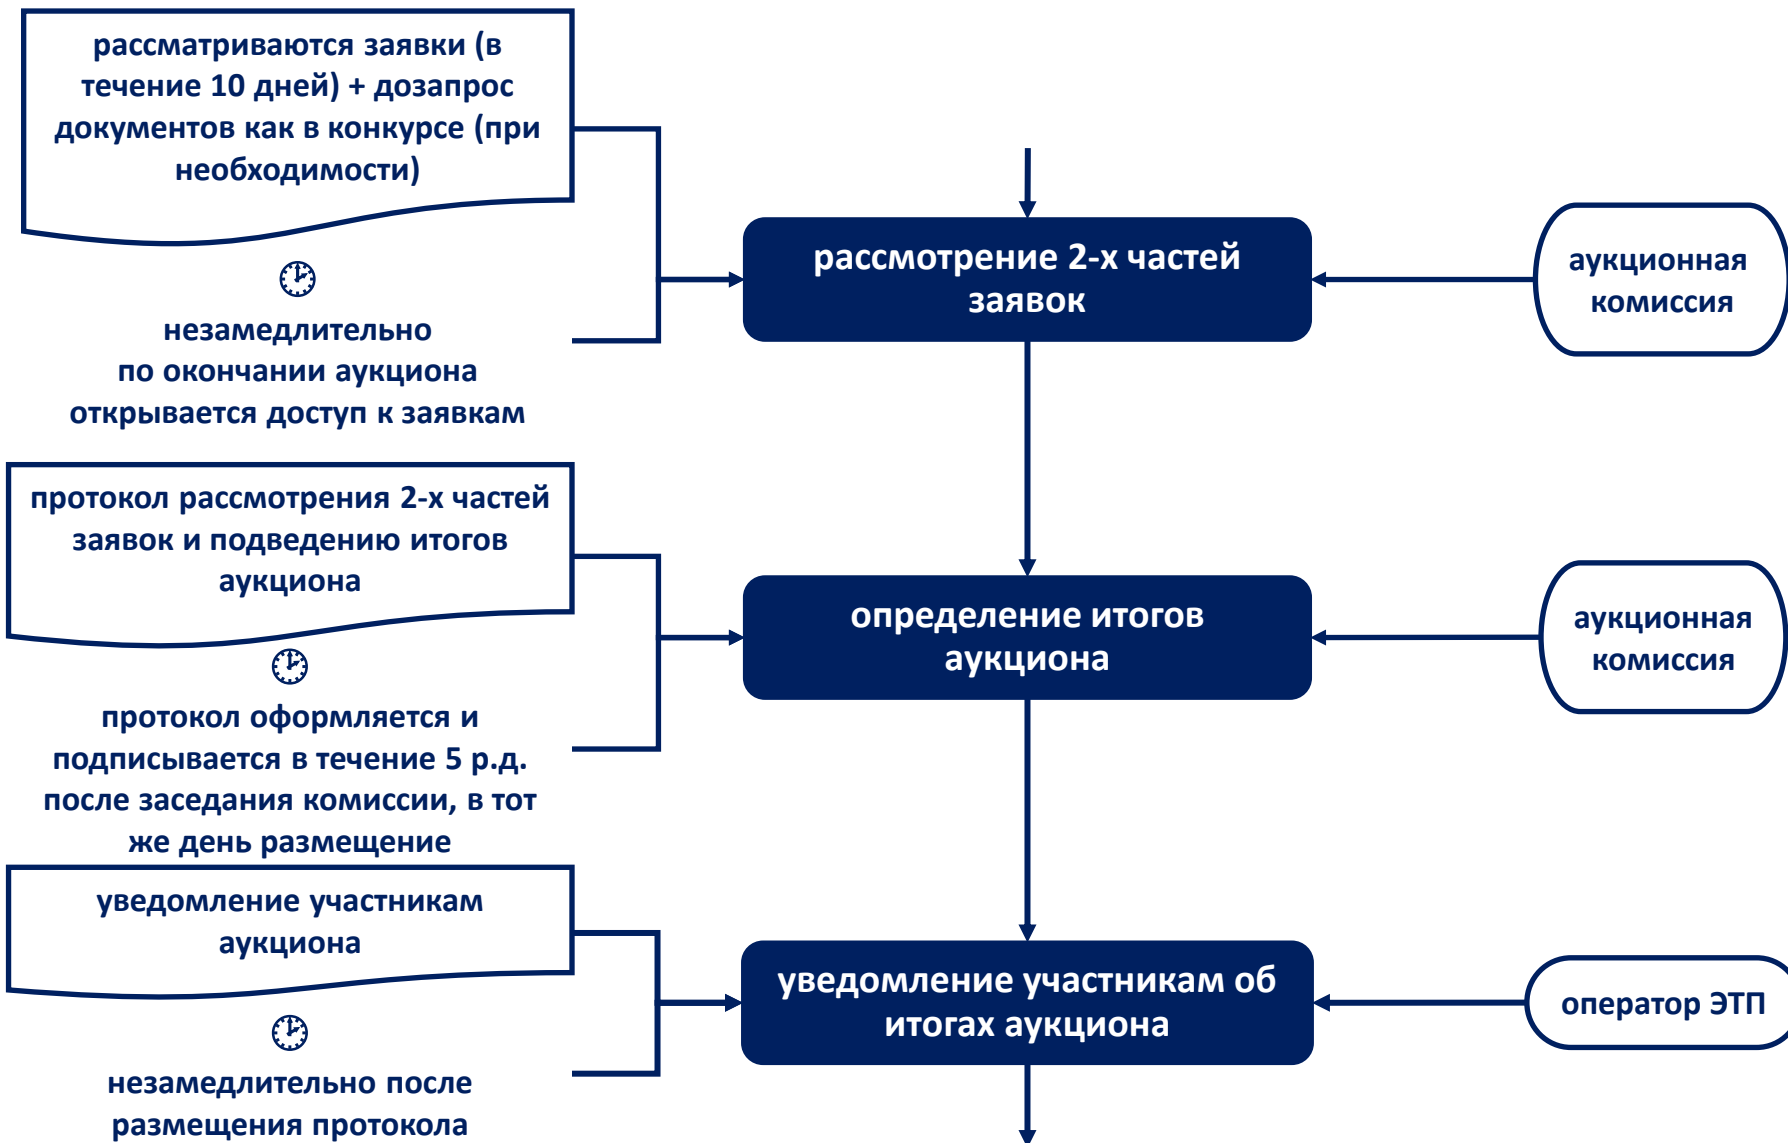 рассматриваются заявки (в
течение 10 дней) + дозапрос
документов как в конкурсе (при
необходимости)
незамедлительно
по окончании аукциона
открывается доступ к заявкам
рассмотрение 2-х частей
заявок
аукционная
комиссия
протокол рассмотрения 2-х частей
заявок и подведению итогов
аукциона
протокол оформляется и
подписывается в течение 5 р.д.
после заседания комиссии, в тот
же день размещение
определение итогов
аукциона
аукционная
комиссия
уведомление участникам
аукциона
незамедлительно после
размещения протокола
уведомление участникам об
итогах аукциона
оператор ЭТП